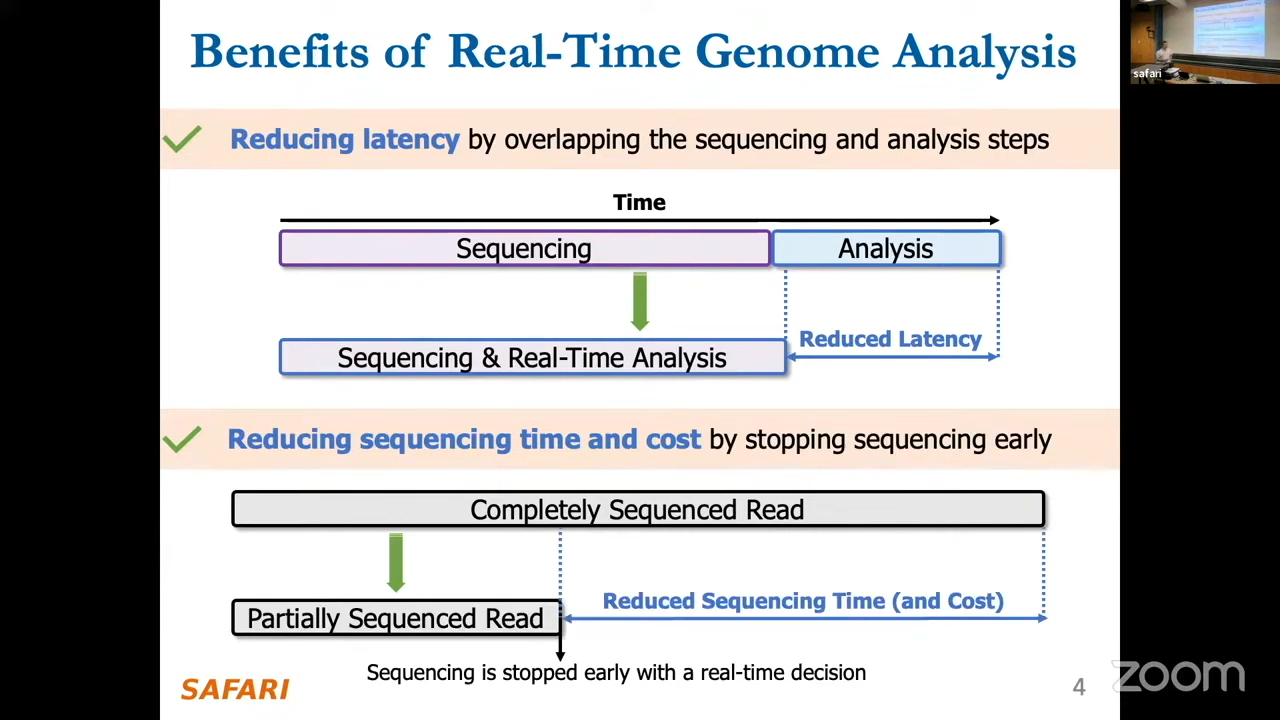 Benefits of Real-Time Genome Analysis
safari
Reducing latency by overlapping the sequencing and analysis steps
Time
Sequencing
Analysis
Reduced Latency
Sequencing & Real-Time Analysis
Reducing sequencing time and cost by stopping sequencing early
Completely Sequenced Read
Reduced Sequencing Time (and Cost)
Partially Sequenced Read
Sequencing is stopped early with a real-time decision
SAFARI
4
zoom